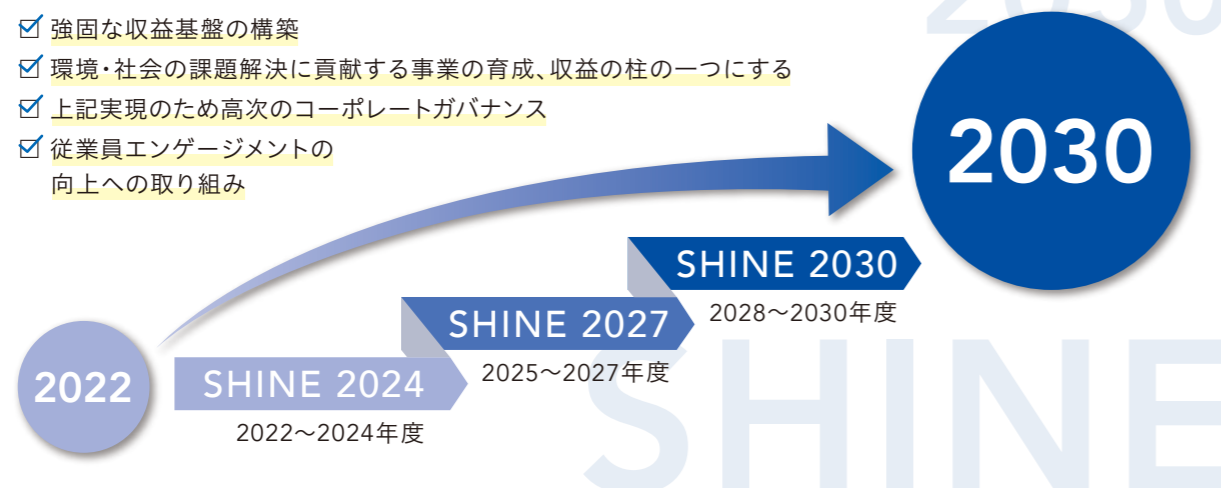 強固な収益基盤の構築
環境・社会の課題解決に貢献する事業の育成、収益の柱の一つにする
上記実現のため高次のコーポレートガバナンス
従業員エンゲージメントの
向上への取り組み
2030
2030
SHINE 2030
2028〜2030年度
SHINE 2027
2025〜2027年度
2022
SHINE 2024
2022〜2024年度
SHINE